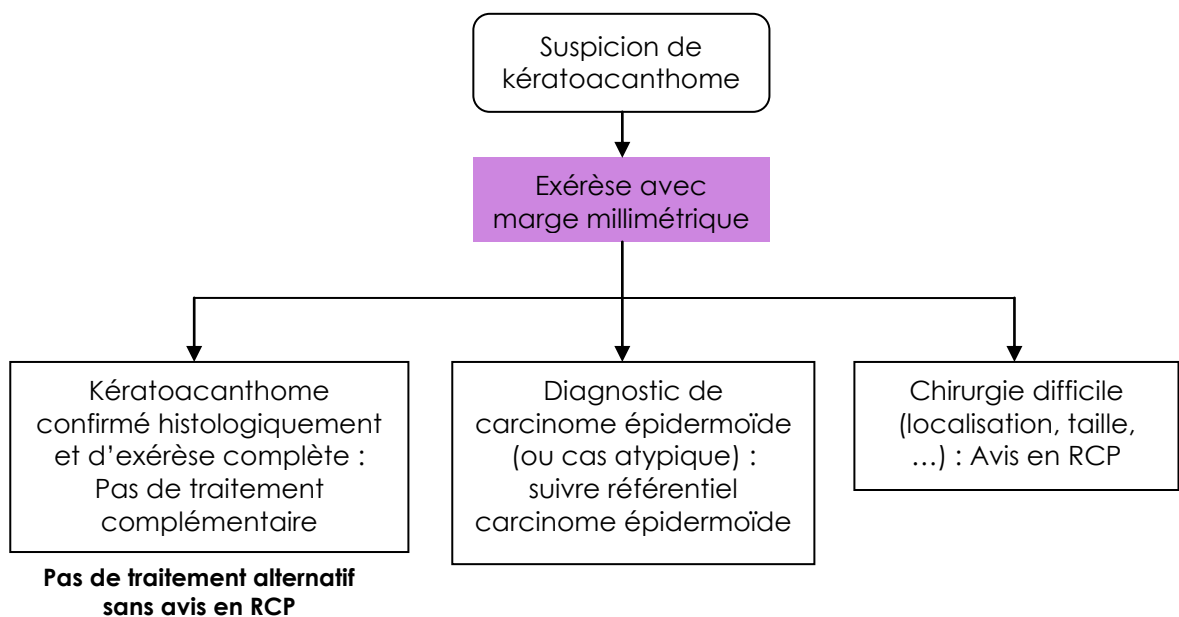 Suspicion de
kératoacanthome
Exérèse avec
marge millimétrique
Kératoacanthome
confirmé histologiquement
et d’exérèse complète :
Pas de traitement
complémentaire
Diagnostic de
carcinome épidermoïde
(ou cas atypique) :
suivre référentiel
carcinome épidermoïde
Chirurgie difficile
(localisation, taille,
…) : Avis en RCP
Pas de traitement alternatif
sans avis en RCP